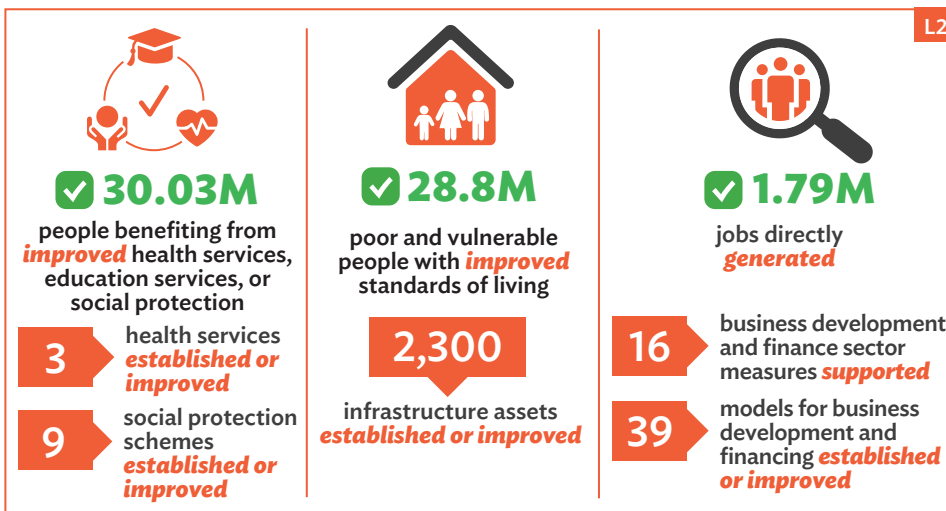 L2
30.03M
people benefiting from
improved health services,
education services, or
social protection
3
health services
established or
improved
9
social protection
schemes
established or
improved
28.8M
poor and vulnerable
people with improved
standards of living
2,300
infrastructure assets
established or improved
1.79M
jobs directly
generated
16
business development
and finance sector
measures supported
39
models for business
development and
financing established
or improved